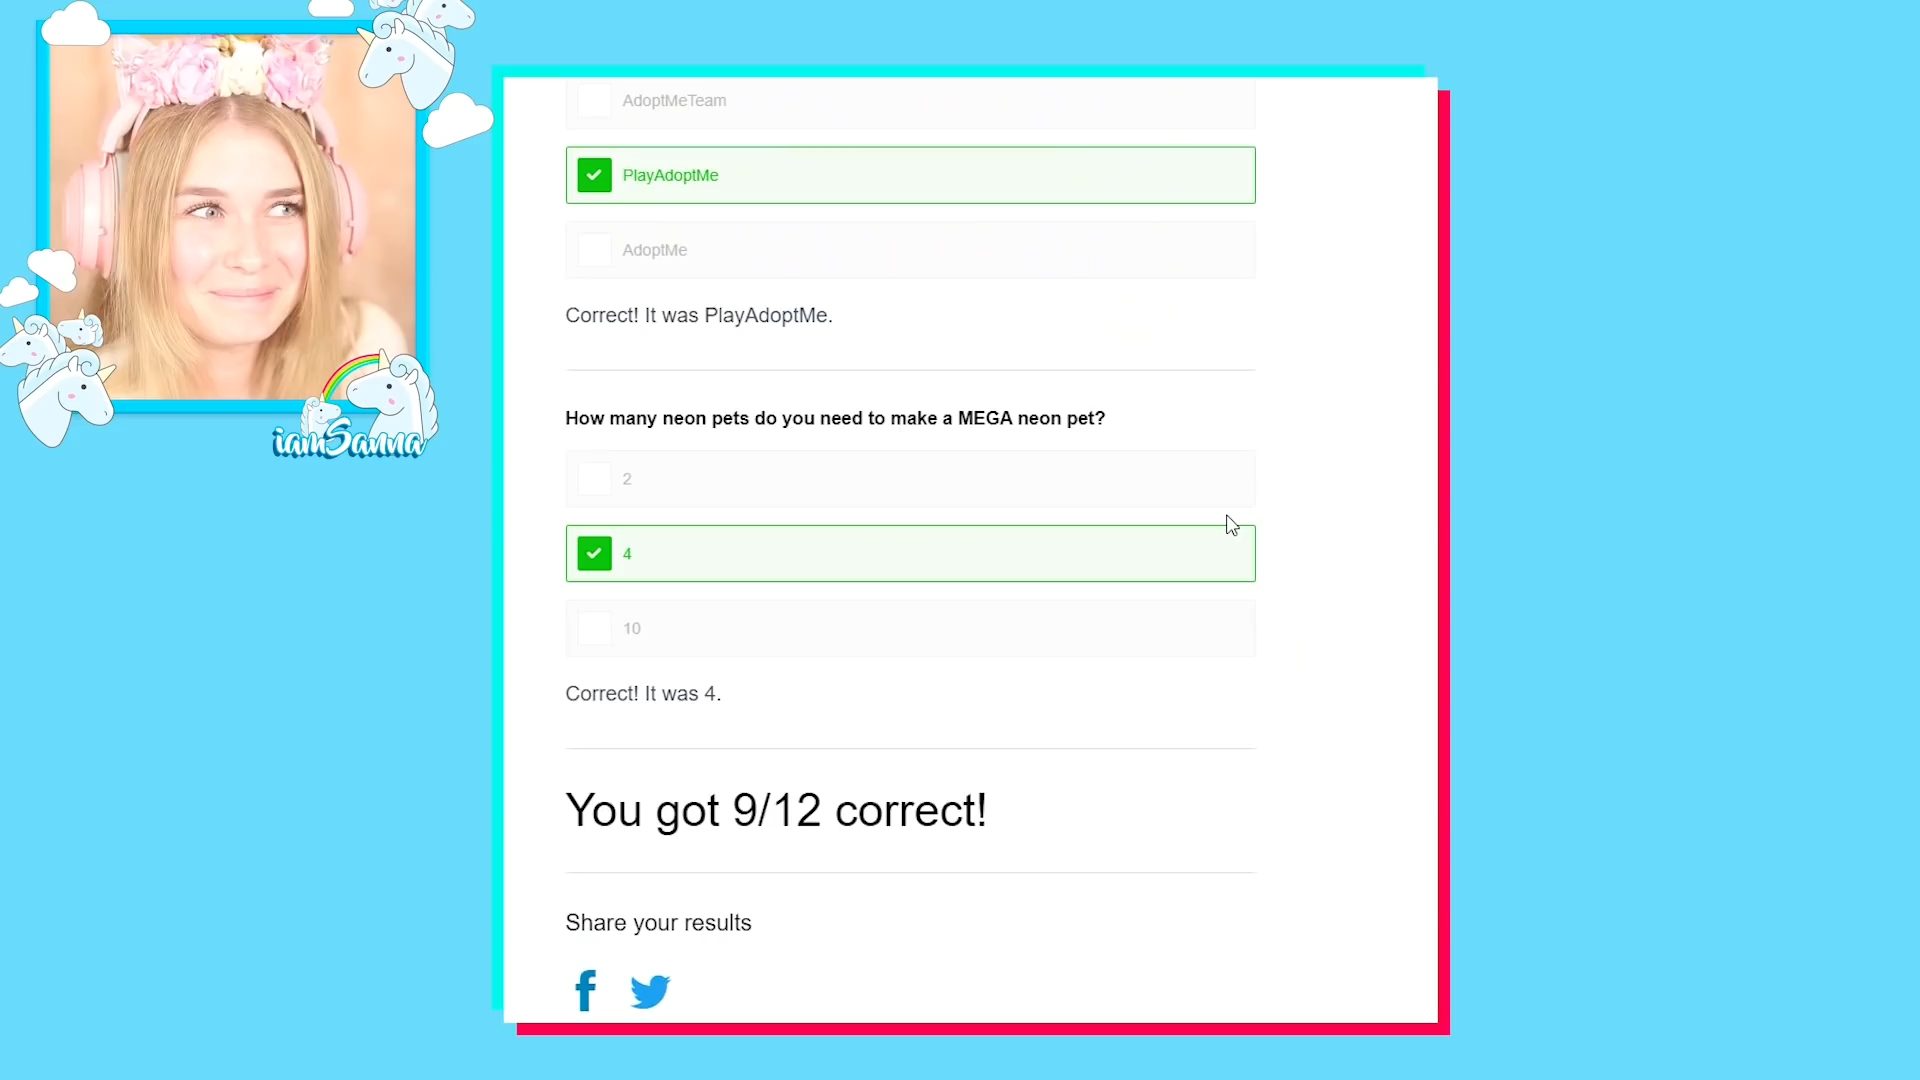 AdoptMeTeam
PlayAdoptMe
AdoptMe
Correct! It was PlayAdoptMe.
How many neon pets do you need to make a MEGA neon pet?
2
4
10
Correct! It was 4.
You got 9/12 correct!
Share your results
iamSanna